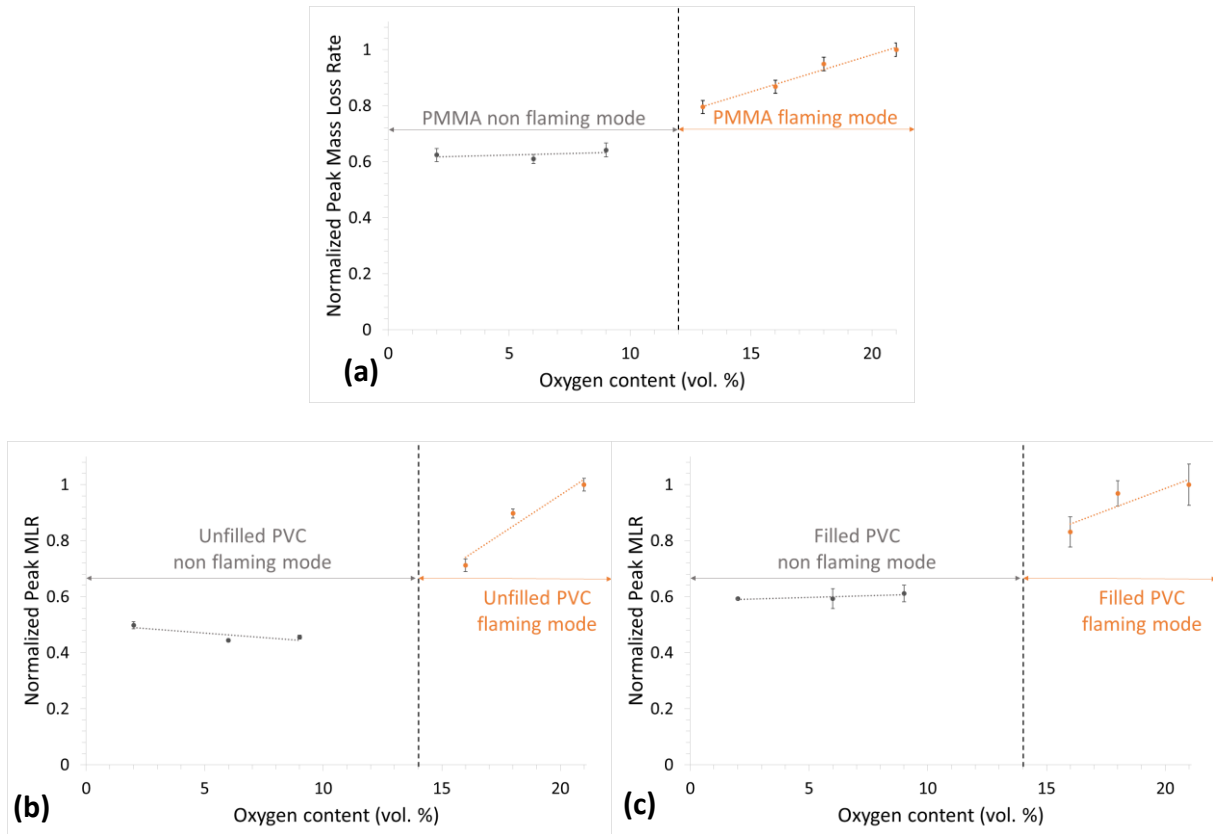 Normalized Peak Mass Loss Rate
1
0.8
0.6
0.4
0.2
0
PMMA non flaming mode
PMMA flaming mode
0 5 10 15 20
Oxygen content (vol. %)
(a)
Normalized Peak MLR
1
0.8
0.6
0.4
0.2
0
Unfilled PVC
non flaming mode
Unfilled PVC
flaming mode
0 5 10 15 20
Oxygen content (vol. %)
(b)
Normalized Peak MLR
1
0.8
0.6
0.4
0.2
0
Filled PVC
non flaming mode
Filled PVC
flaming mode
0 5 10 15 20
Oxygen content (vol. %)
(c)